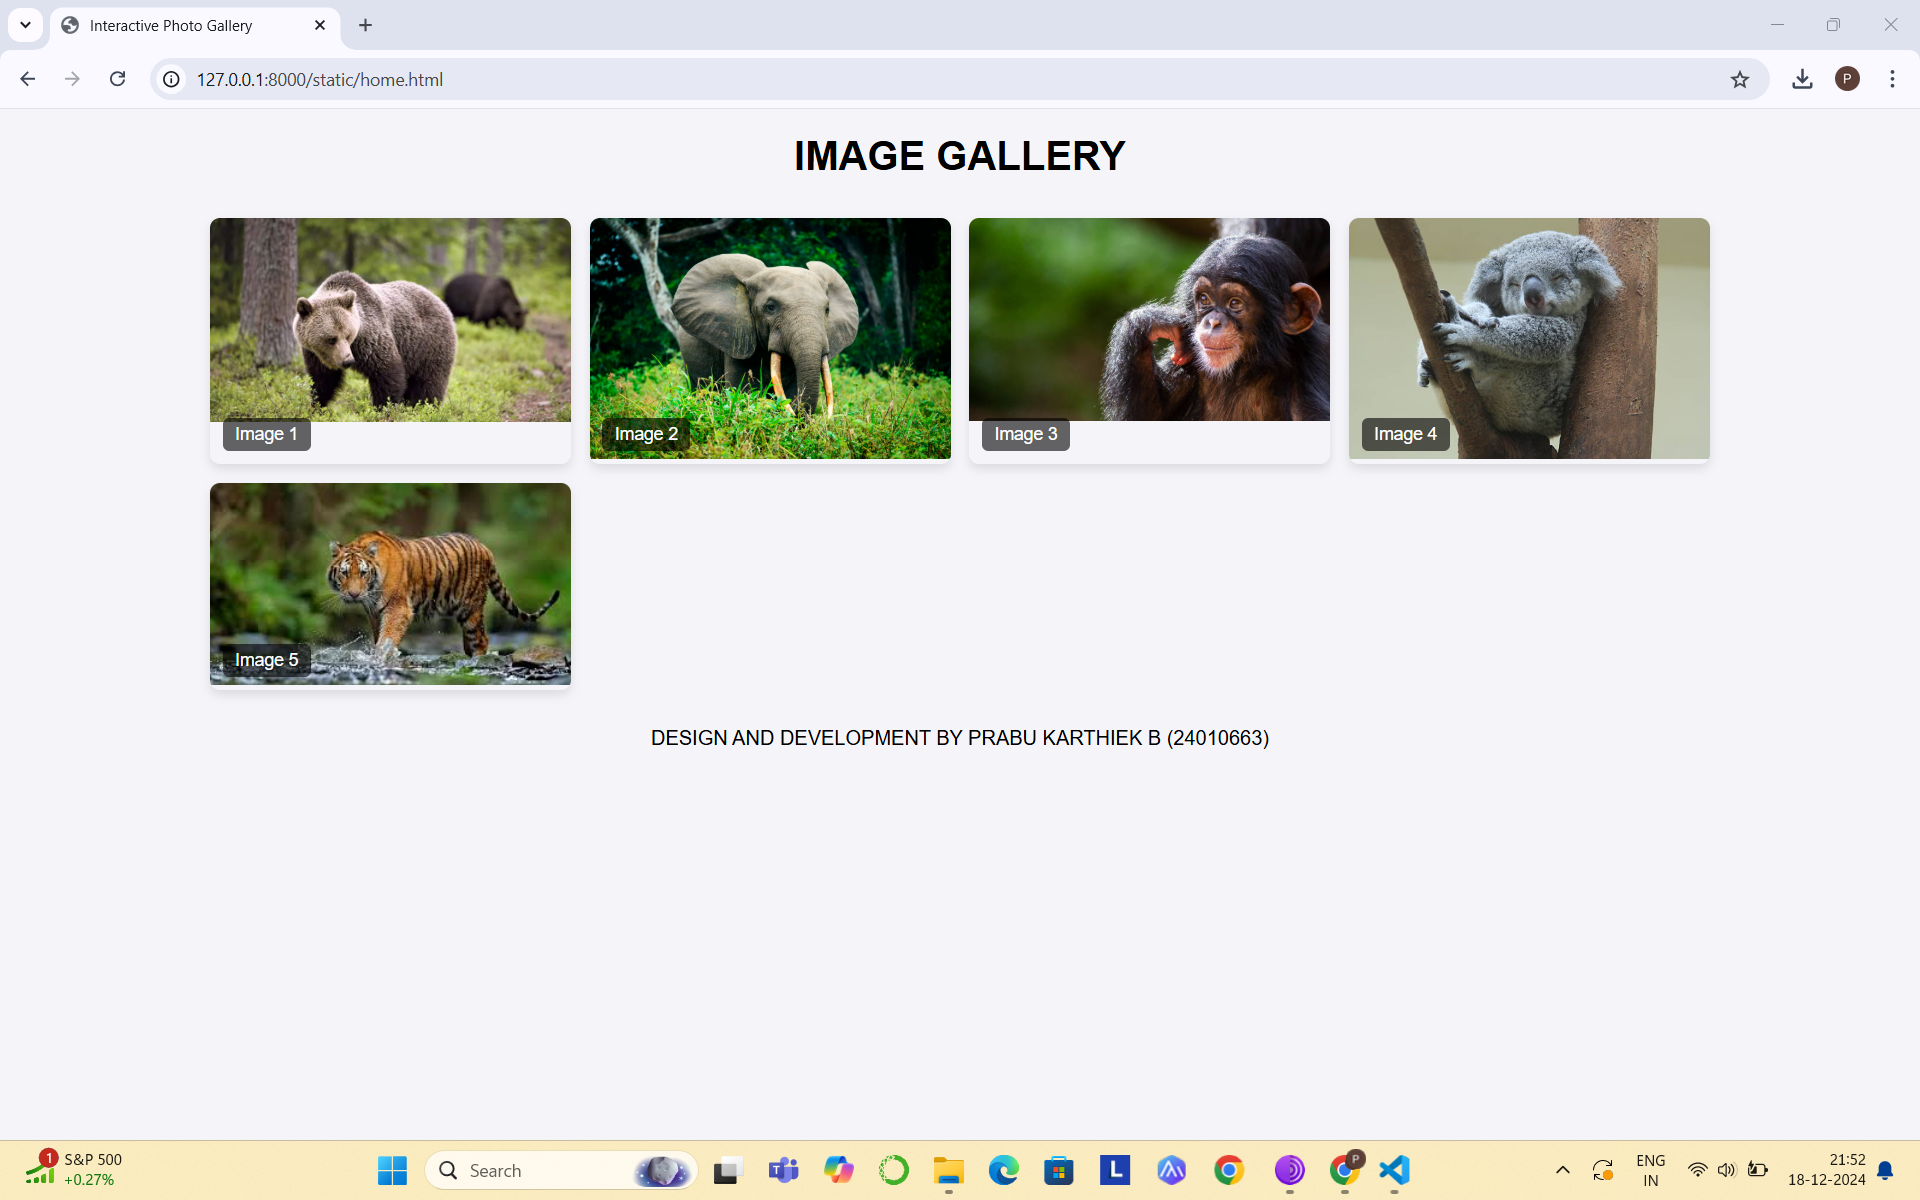 Interactive Photo Gallery
127.0.0.1:8000/static/home.html
P
IMAGE GALLERY
Image 1
Image 2
Image 3
Image 4
Image 5
DESIGN AND DEVELOPMENT BY PRABU KARTHIEK B (24010663)
1
S&P 500
+0.27%
Search
T
L
P
ENG
IN
21:52
18-12-2024